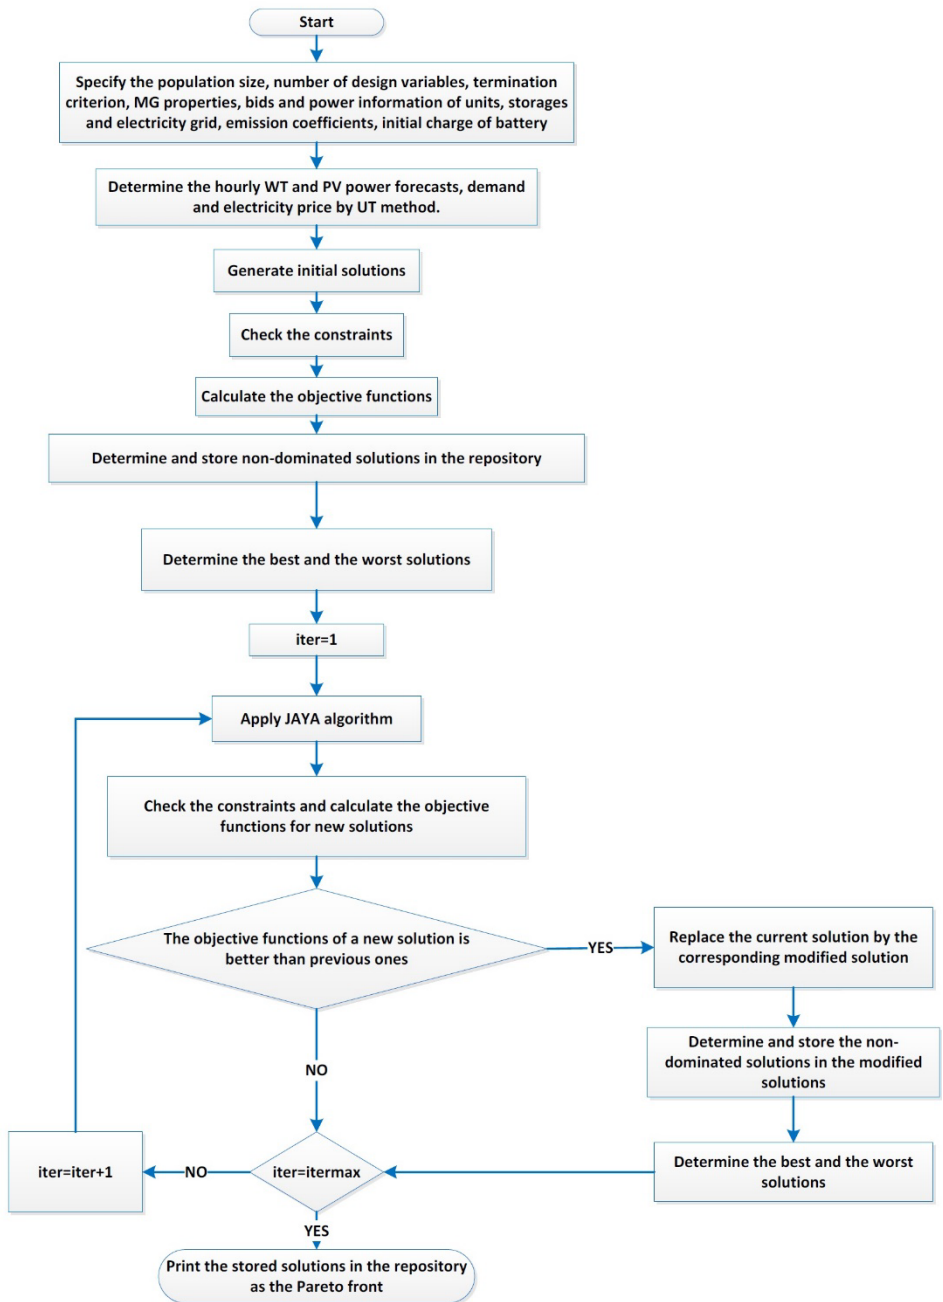 Start
Specify the population size, number of design variables, termination
criterion, MG properties, bids and power information of units, storages
and electricity grid, emission coefficients, initial charge of battery
Determine the hourly WT and PV power forecasts, demand
and electricity price by UT method.
Generate initial solutions
Check the constraints
Calculate the objective functions
Determine and store non-dominated solutions in the repository
Determine the best and the worst solutions
iter=1
Apply JAYA algorithm
Check the constraints and calculate the objective
functions for new solutions
The objective functions of a new solution is
better than previous ones
YES
Replace the current solution by the
corresponding modified solution
Determine and store the non-
dominated solutions in the modified
solutions
Determine the best and the worst
solutions
NO
iter=itermax
NO
iter=iter+1
YES
Print the stored solutions in the repository
as the Pareto front